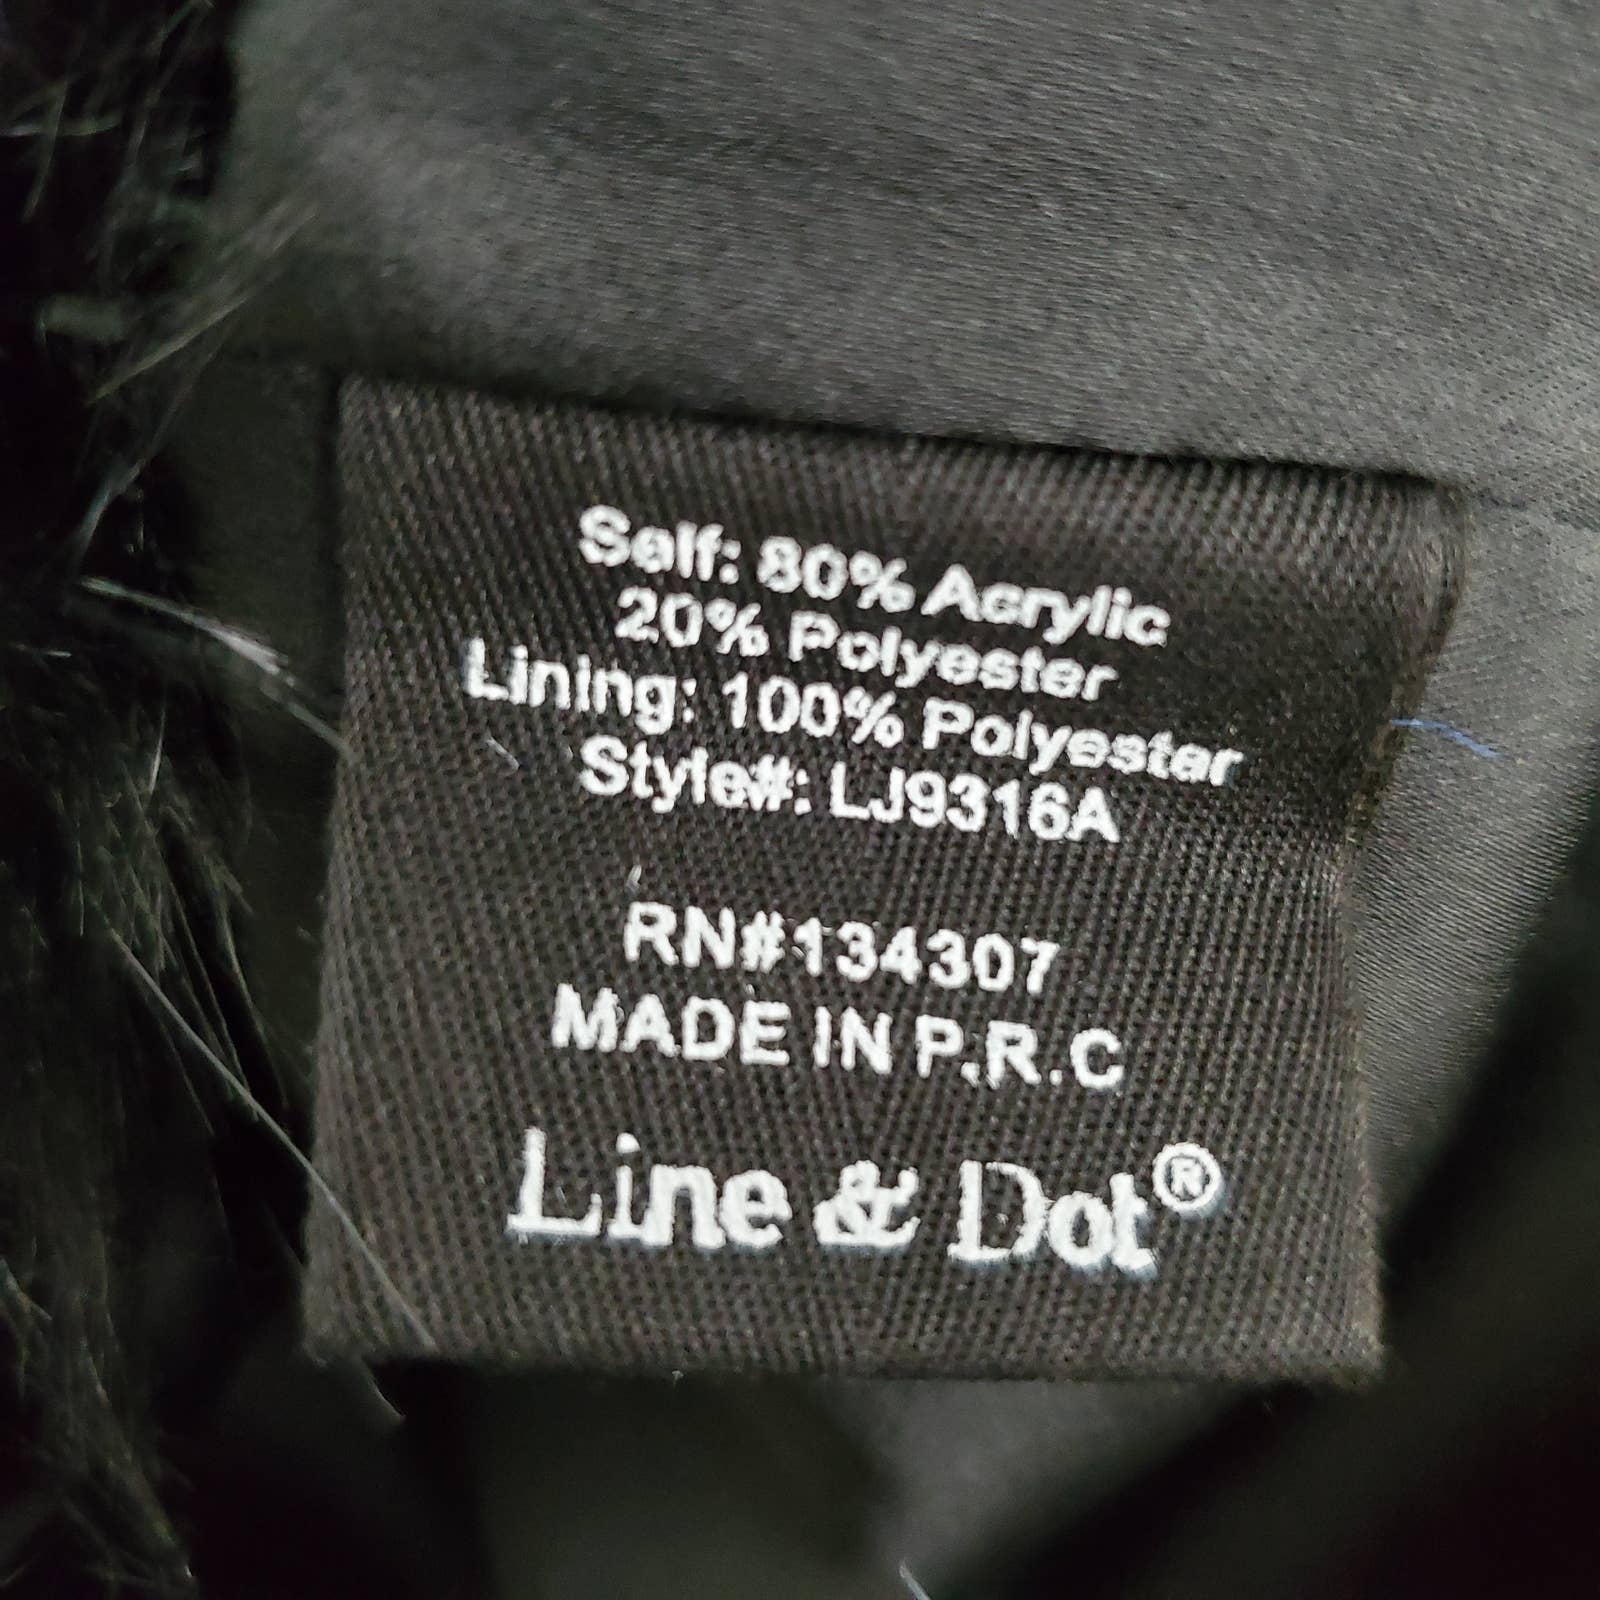 Self: 80% Acrylic
20% Polyester
Lining: 100% Polyester
Style#: LJ9316A
RN#134307
MADE IN P.R.C
Line & Dot®